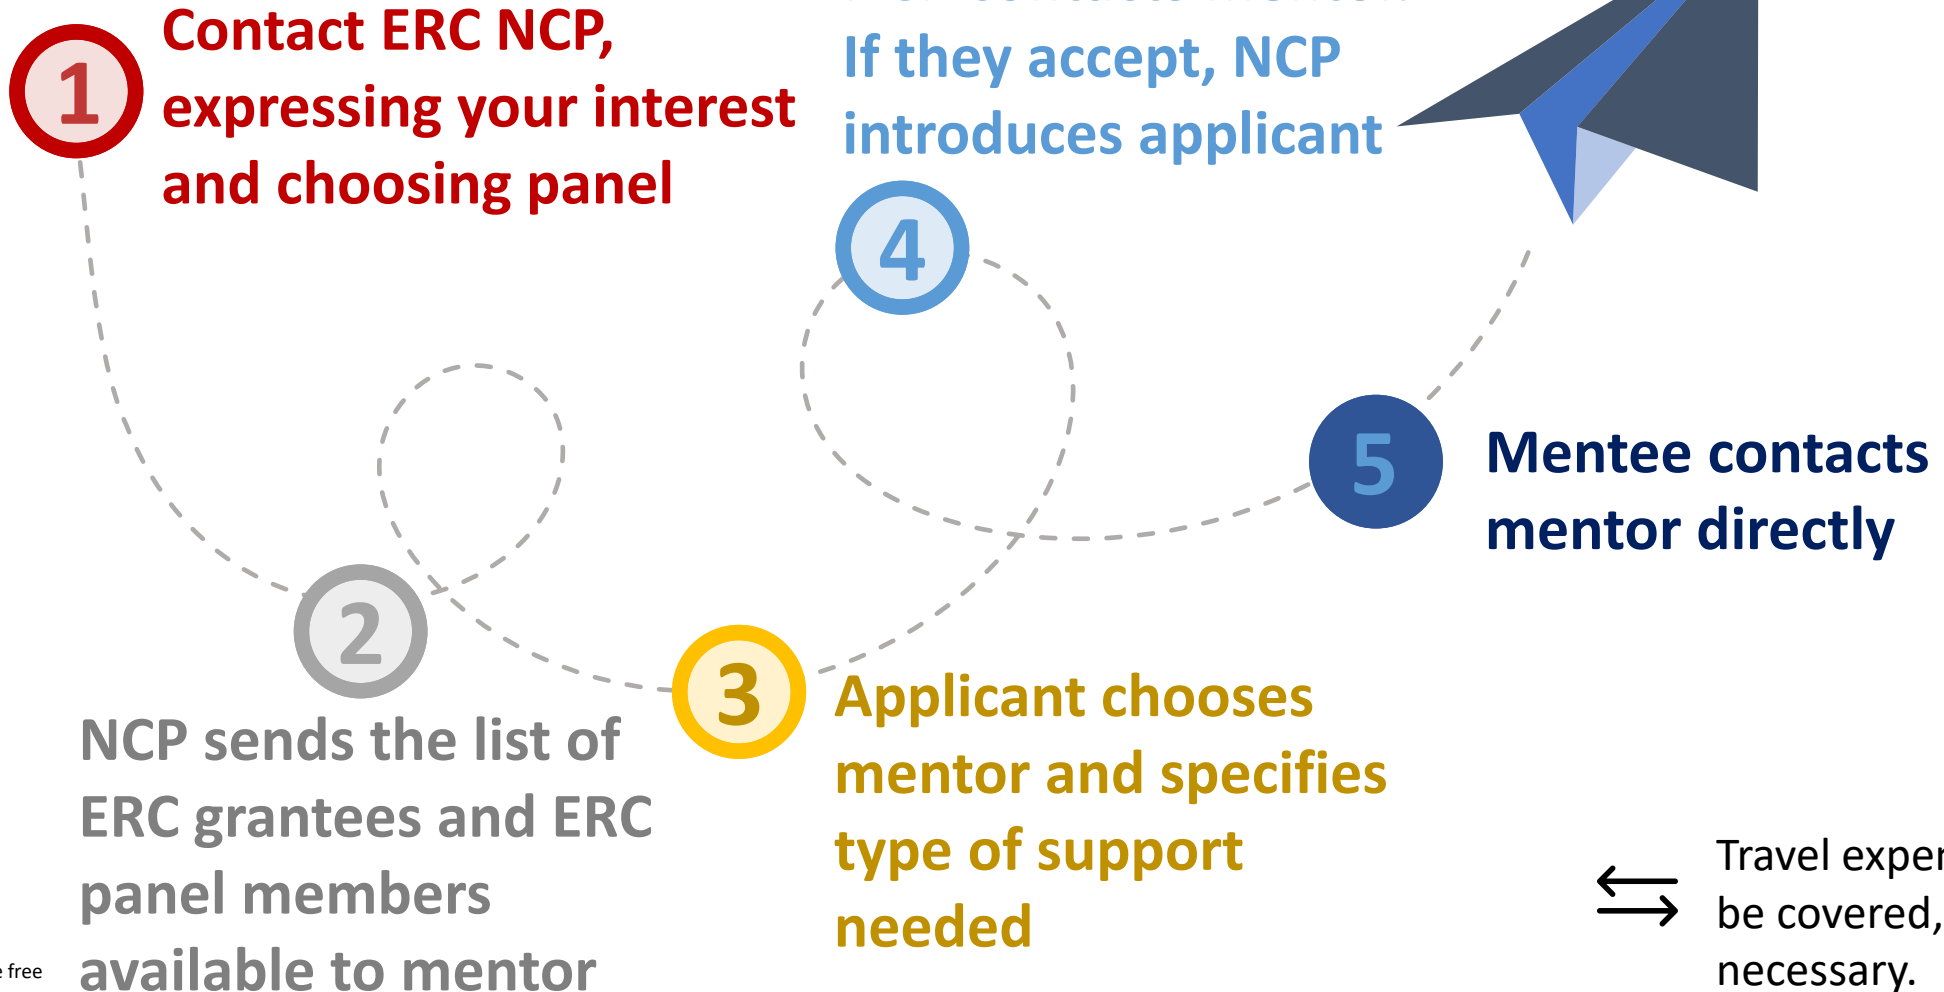 1
Contact ERC NCP,
expressing your interest
and choosing panel
2
NCP sends the list of
ERC grantees and ERC
panel members
available to mentor
3
Applicant chooses
mentor and specifies
type of support
needed
4
If they accept, NCP
introduces applicant
5
Mentee contacts
mentor directly
Travel
be covered,
necessary.
free